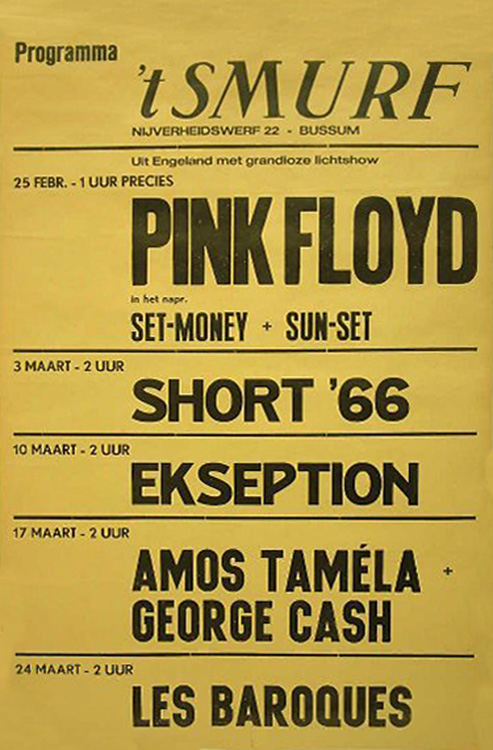 Programma
't SMURF
NIJVERHEIDSWERF 22 - BUSSUM
Uit Engeland met grandioze lichtshow
25 FEBR. - 1 UUR PRECIES
PINK FLOYD
in het napr.
SET-MONEY + SUN-SET
3 MAART - 2 UUR
SHORT '66
10 MAART - 2 UUR
EKSEPTION
17 MAART - 2 UUR
AMOS TAMÉLA +
GEORGE CASH
24 MAART - 2 UUR
LES BAROQUES